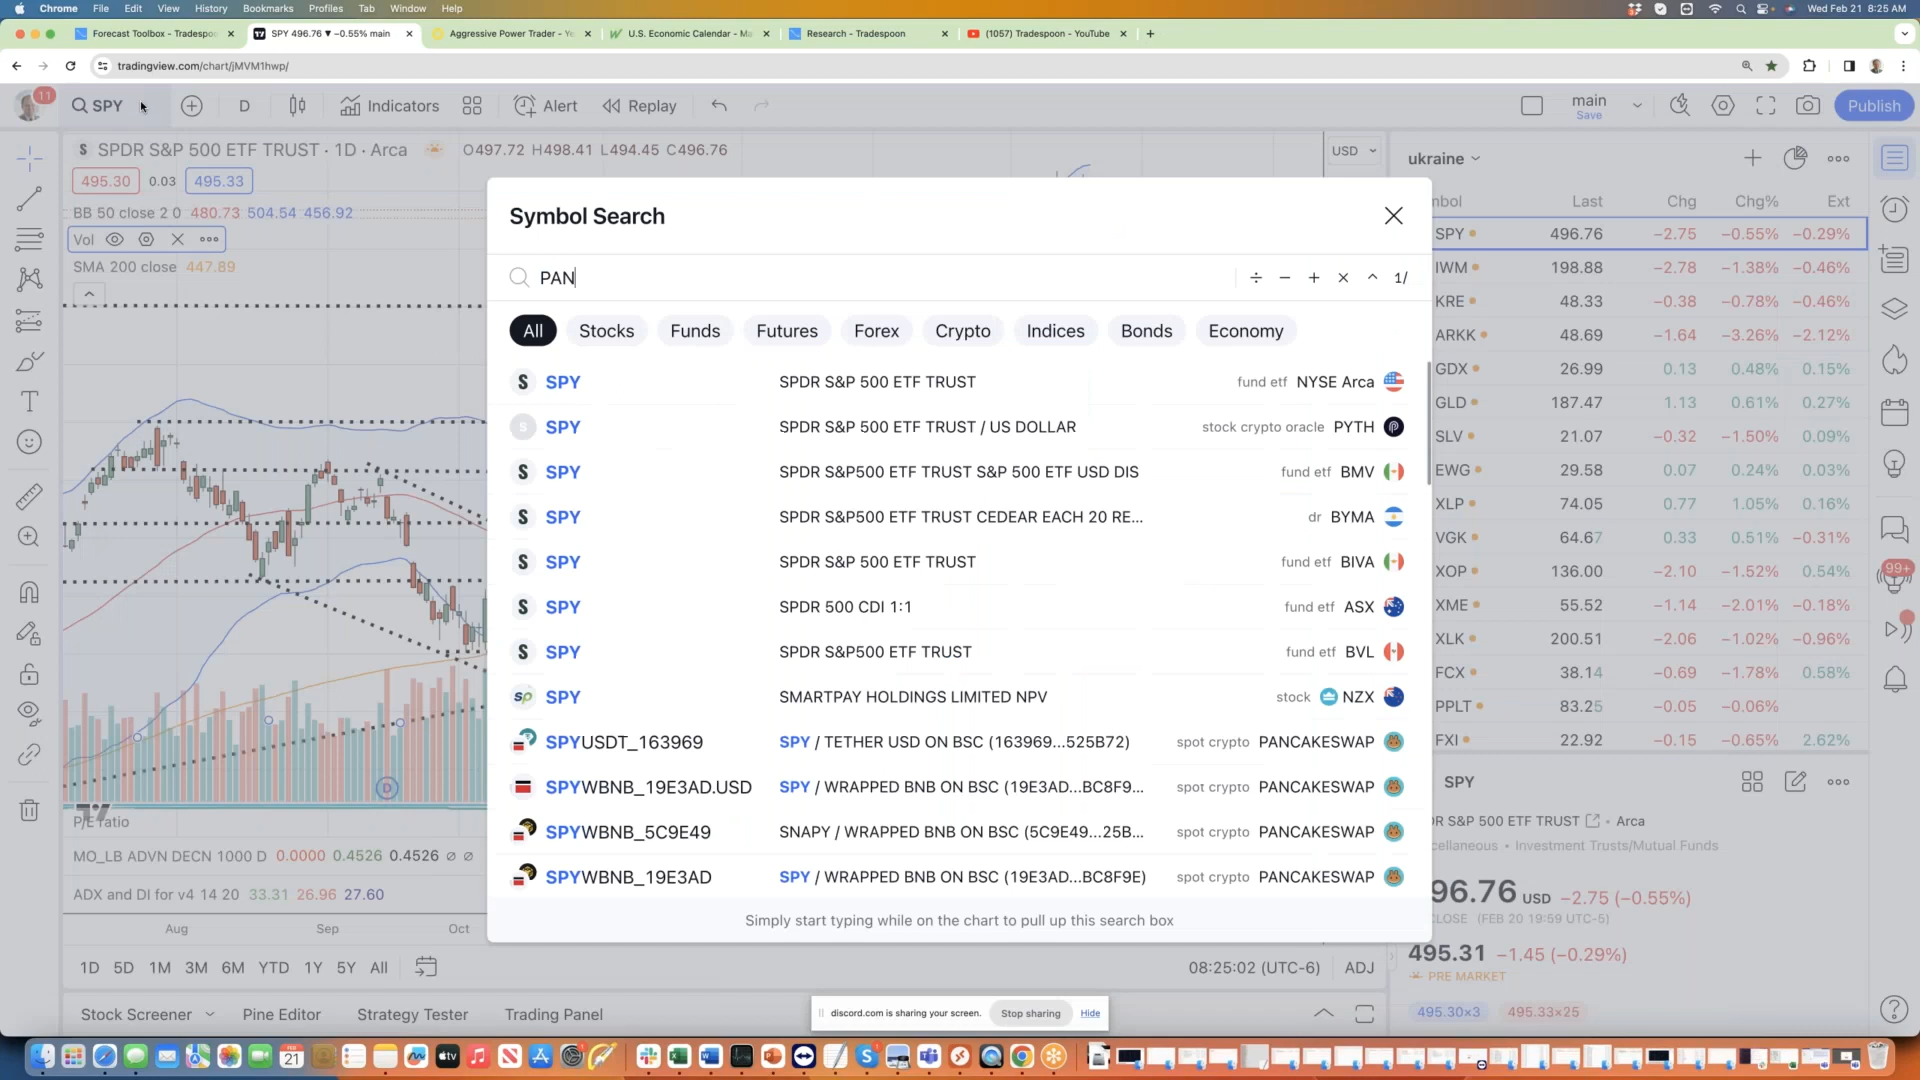 Chrome File Edit View History Bookmarks Profiles Tab Window Help Wed Feb 21 8:25 AM
Forecast Toolbox - Tradespoo SPY 496.76 ▼ −0.55% main Aggressive Power Trader - Y U.S. Economic Calendar - Ma Research - Tradespoon (1057) Tradespoon - YouTube
tradingview.com/chart/jMVM1hwp/
11 SPY D Indicators Alert Replay main Save Publish
S SPDR S&P 500 ETF TRUST · 1D · Arca O497.72 H498.41 L494.45 C496.76 USD
495.30 0.03 495.33
BB 50 close 2 0 480.73 504.54 456.92
Vol
SMA 200 close 447.89
Symbol Search
PAN ÷ − + × ^ 1/
All Stocks Funds Futures Forex Crypto Indices Bonds Economy
S SPY SPDR S&P 500 ETF TRUST fund etf NYSE Arca
S SPY SPDR S&P 500 ETF TRUST / US DOLLAR stock crypto oracle PYTH
S SPY SPDR S&P500 ETF TRUST S&P 500 ETF USD DIS fund etf BMV
S SPY SPDR S&P500 ETF TRUST CEDEAR EACH 20 RE... dr BYMA
S SPY SPDR S&P 500 ETF TRUST fund etf BIVA
S SPY SPDR 500 CDI 1:1 fund etf ASX
S SPY SPDR S&P500 ETF TRUST fund etf BVL
sp SPY SMARTPAY HOLDINGS LIMITED NPV stock NZX
SPYUSDT_163969 SPY / TETHER USD ON BSC (163969...525B72) spot crypto PANCAKESWAP
SPYWBNB_19E3AD.USD SPY / WRAPPED BNB ON BSC (19E3AD...BC8F9... spot crypto PANCAKESWAP
SPYWBNB_5C9E49 SNAPY / WRAPPED BNB ON BSC (5C9E49...25B... spot crypto PANCAKESWAP
SPYWBNB_19E3AD SPY / WRAPPED BNB ON BSC (19E3AD...BC8F9E) spot crypto PANCAKESWAP
Simply start typing while on the chart to pull up this search box
D
P/E ratio
MO_LB ADVN DECN 1000 D 0.0000 0.4526 0.4526 ∅ ∅
ADX and DI for v4 14 20 33.31 26.96 27.60
Aug Sep Oct
1D 5D 1M 3M 6M YTD 1Y 5Y All 08:25:02 (UTC-6) ADJ
Stock Screener Pine Editor Strategy Tester Trading Panel
discord.com is sharing your screen. Stop sharing Hide
ukraine
mbol Last Chg Chg% Ext
SPY 496.76 −2.75 −0.55% −0.29%
IWM 198.88 −2.78 −1.38% −0.46%
KRE 48.33 −0.38 −0.78% −0.46%
ARKK 48.69 −1.64 −3.26% −2.12%
GDX 26.99 0.13 0.48% 0.15%
GLD 187.47 1.13 0.61% 0.27%
SLV 21.07 −0.32 −1.50% 0.09%
EWG 29.58 0.07 0.24% 0.03%
XLP 74.05 0.77 1.05% 0.16%
VGK 64.67 0.33 0.51% −0.31%
XOP 136.00 −2.10 −1.52% 0.54%
XME 55.52 −1.14 −2.01% −0.18%
XLK 200.51 −2.06 −1.02% −0.96%
FCX 38.14 −0.69 −1.78% 0.58%
PPLT 83.25 −0.05 −0.06%
FXI 22.92 −0.15 −0.65% 2.62%
99+
SPY
DR S&P 500 ETF TRUST • Arca
cellaneous • Investment Trusts/Mutual Funds
96.76 USD −2.75 (−0.55%)
CLOSE (FEB 20 19:59 UTC-5)
495.31 −1.45 (−0.29%)
PRE MARKET
495.30×3 495.33×25
FEB 21 tv